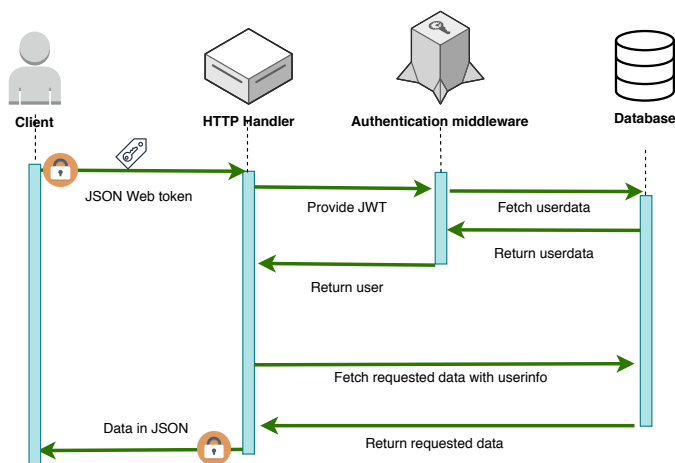 Client
HTTP Handler
Authentication middleware
Database
JSON Web token
Provide JWT
Fetch userdata
Return userdata
Return user
Fetch requested data with userinfo
Data in JSON
Return requested data